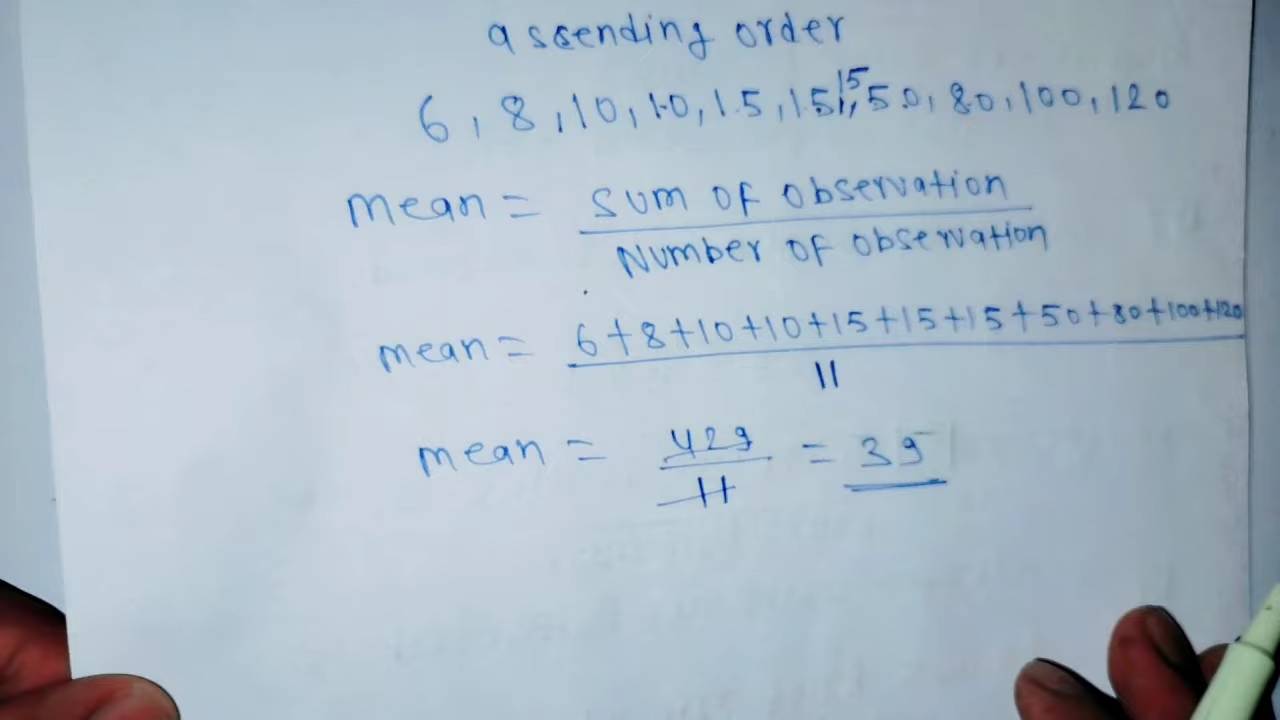 ascending order
6, 8, 10, 10, 15, 15, 15, 50, 80, 100, 120
mean = sum of observation
Number of observation
mean = 6+8+10+10+15+15+15+50+80+100+120
11
mean = 429 = 39
11